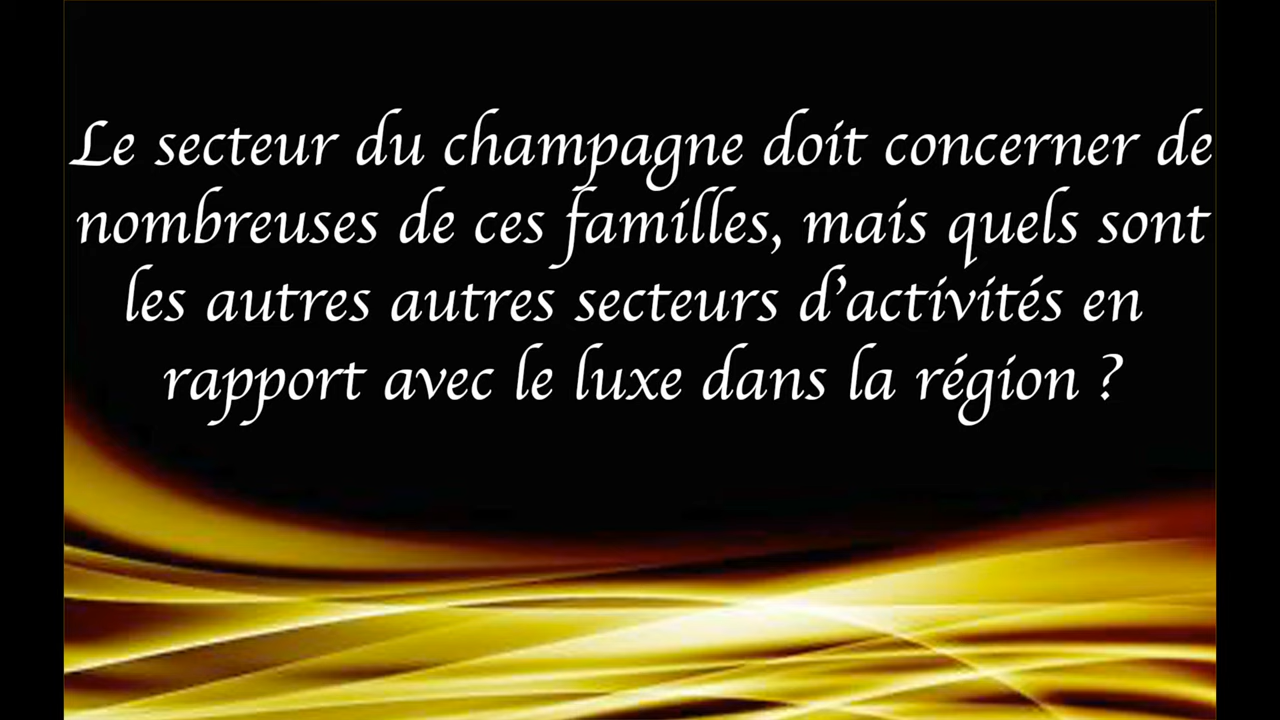 Le secteur du champagne doit concerner de
nombreuses de ces familles, mais quels sont
les autres autres secteurs d’activités en
rapport avec le luxe dans la région ?